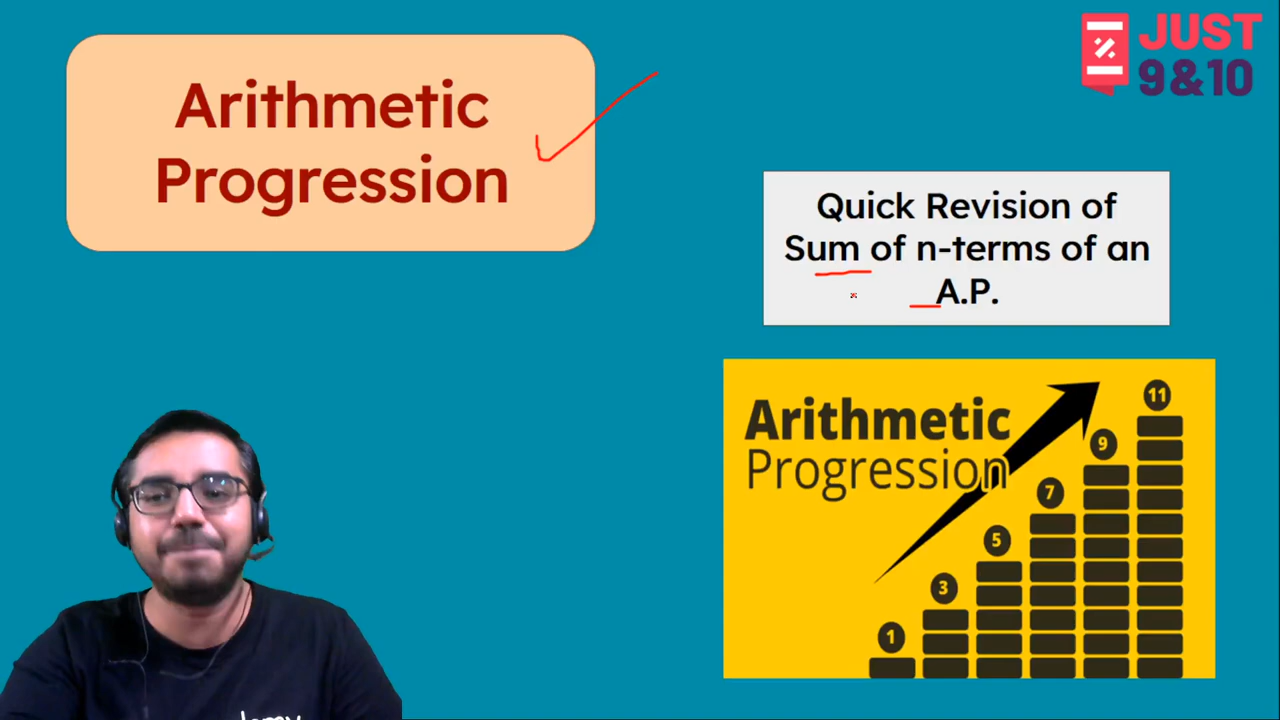 Arithmetic
Progression
JUST
9&10
Quick Revision of
Sum of n-terms of an
A.P.
Arithmetic
Progression
1
3
5
7
9
11